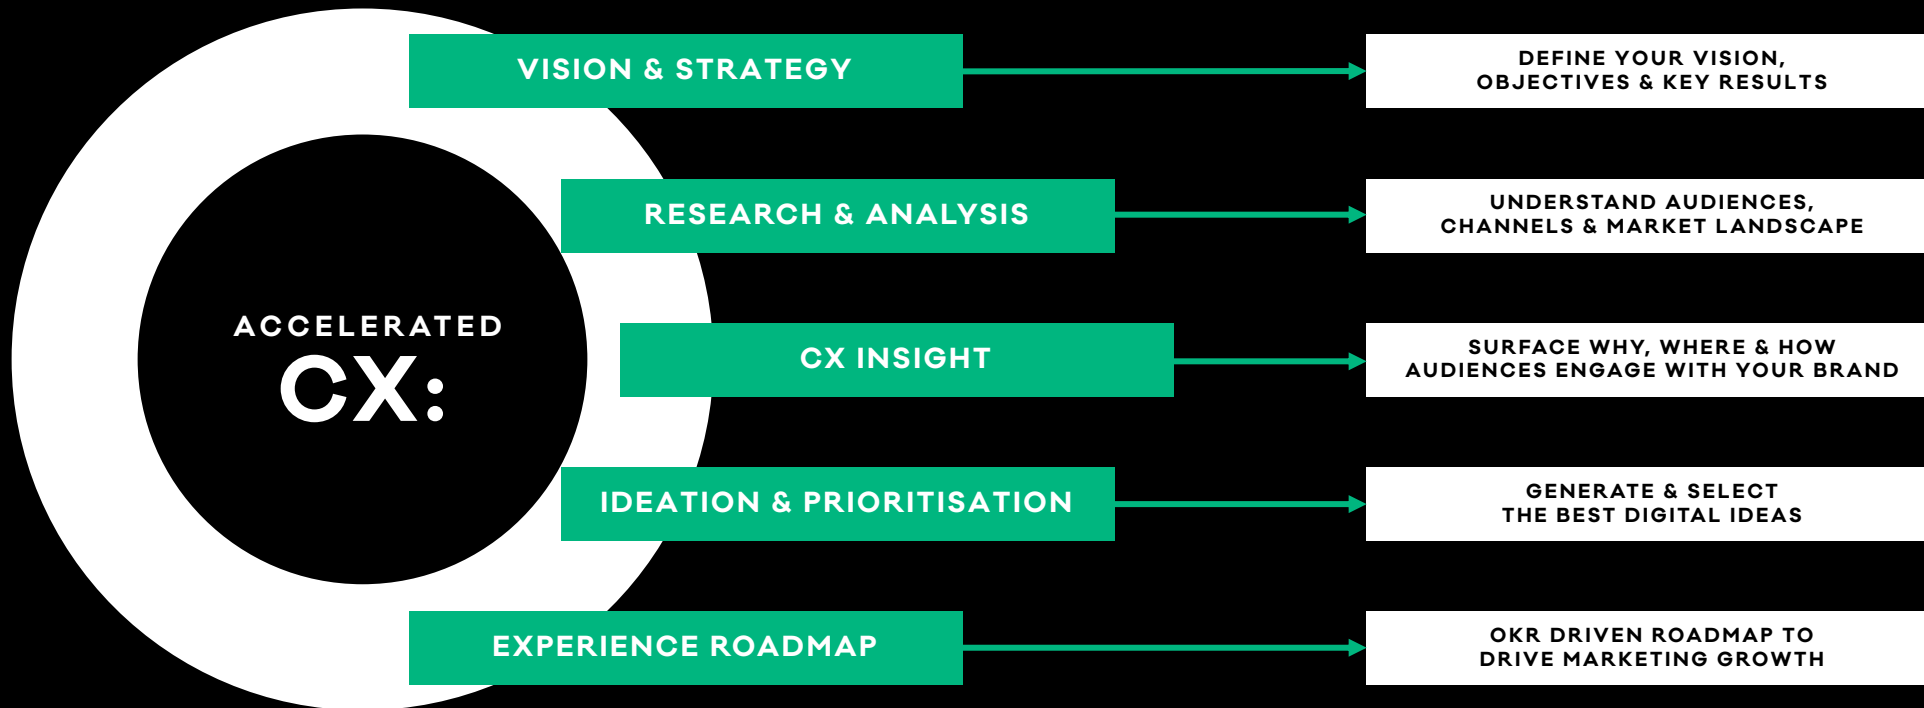 ACCELERATED
CX:
VISION & STRATEGY
DEFINE YOUR VISION,
OBJECTIVES & KEY RESULTS
RESEARCH & ANALYSIS
UNDERSTAND AUDIENCES,
CHANNELS & MARKET LANDSCAPE
CX INSIGHT
SURFACE WHY, WHERE & HOW
AUDIENCES ENGAGE WITH YOUR BRAND
IDEATION & PRIORITISATION
GENERATE & SELECT
THE BEST DIGITAL IDEAS
EXPERIENCE ROADMAP
OKR DRIVEN ROADMAP TO
DRIVE MARKETING GROWTH